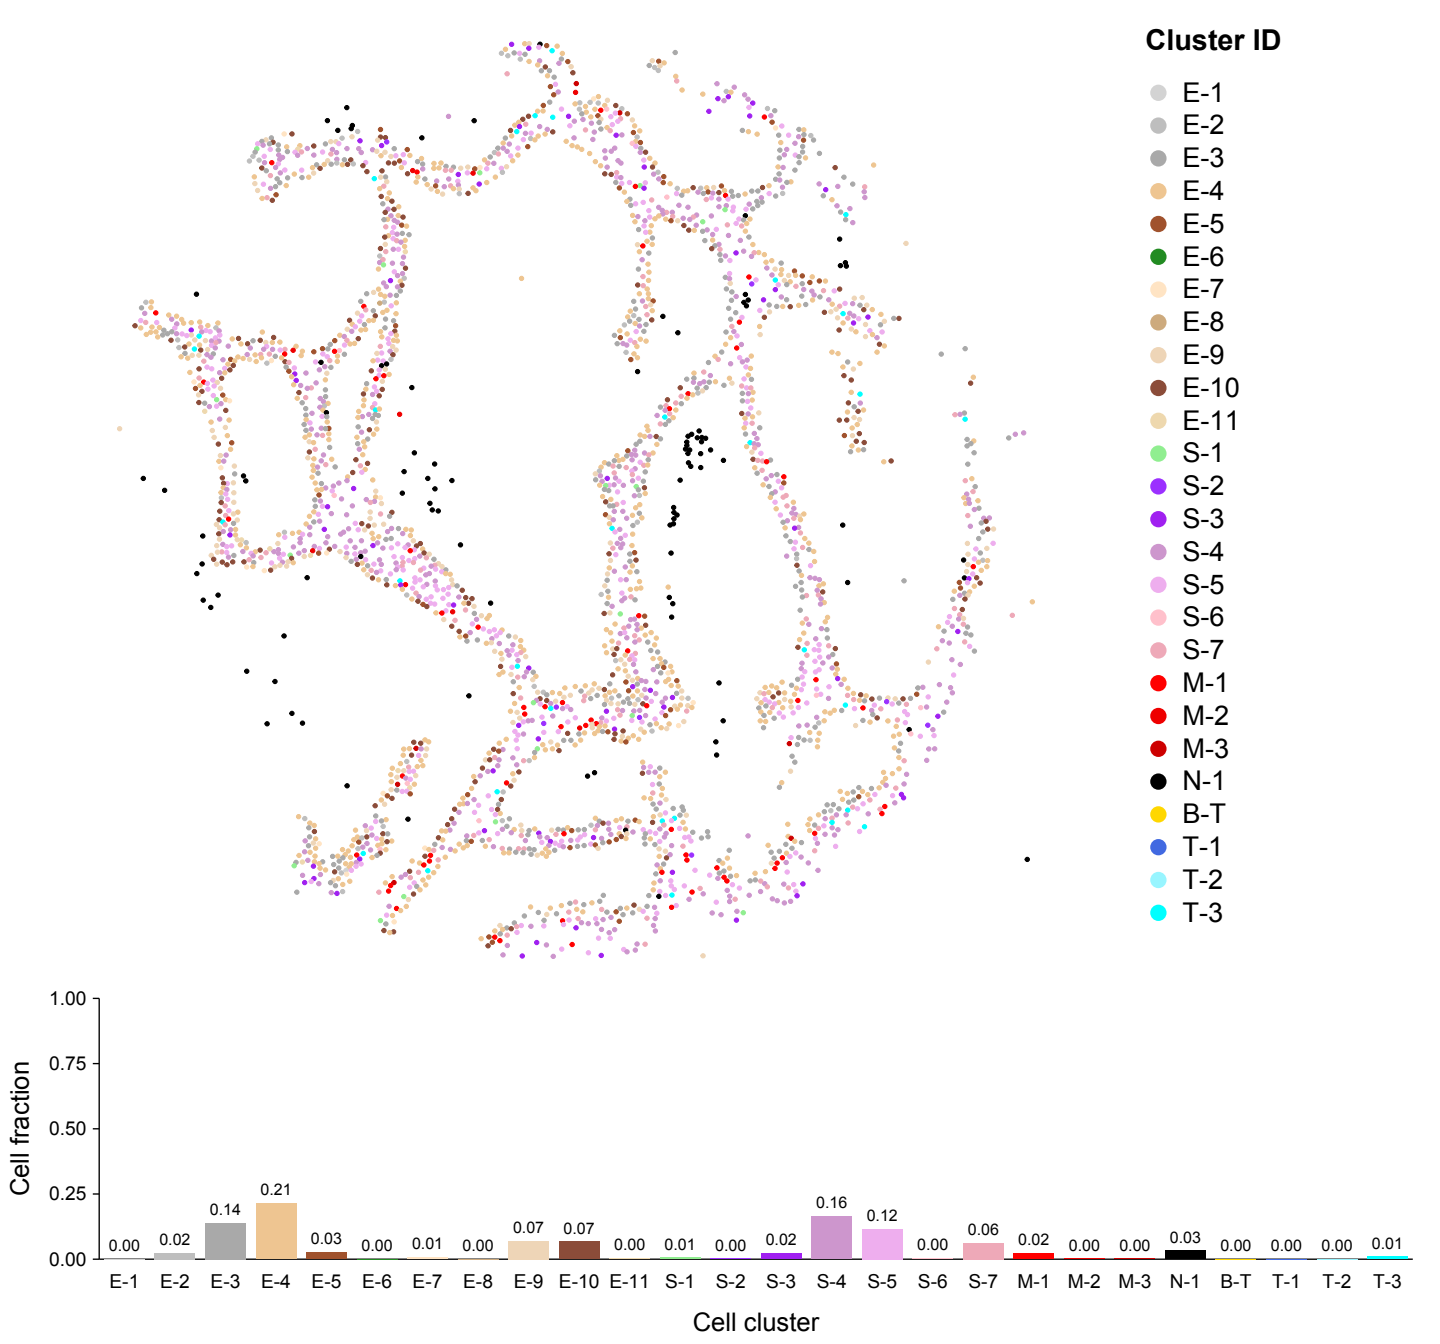 Cluster ID
E-1
E-2
E-3
E-4
E-5
E-6
E-7
E-8
E-9
E-10
E-11
S-1
S-2
S-3
S-4
S-5
S-6
S-7
M-1
M-2
M-3
N-1
B-T
T-1
T-2
T-3
1.00
0.75
0.50
0.25
0.00
Cell fraction
0.00 0.02 0.14 0.21 0.03 0.00 0.01 0.00 0.07 0.07 0.00 0.01 0.00 0.02 0.16 0.12 0.00 0.06 0.02 0.00 0.00 0.03 0.00 0.00 0.00 0.01
E-1 E-2 E-3 E-4 E-5 E-6 E-7 E-8 E-9 E-10 E-11 S-1 S-2 S-3 S-4 S-5 S-6 S-7 M-1 M-2 M-3 N-1 B-T T-1 T-2 T-3
Cell cluster